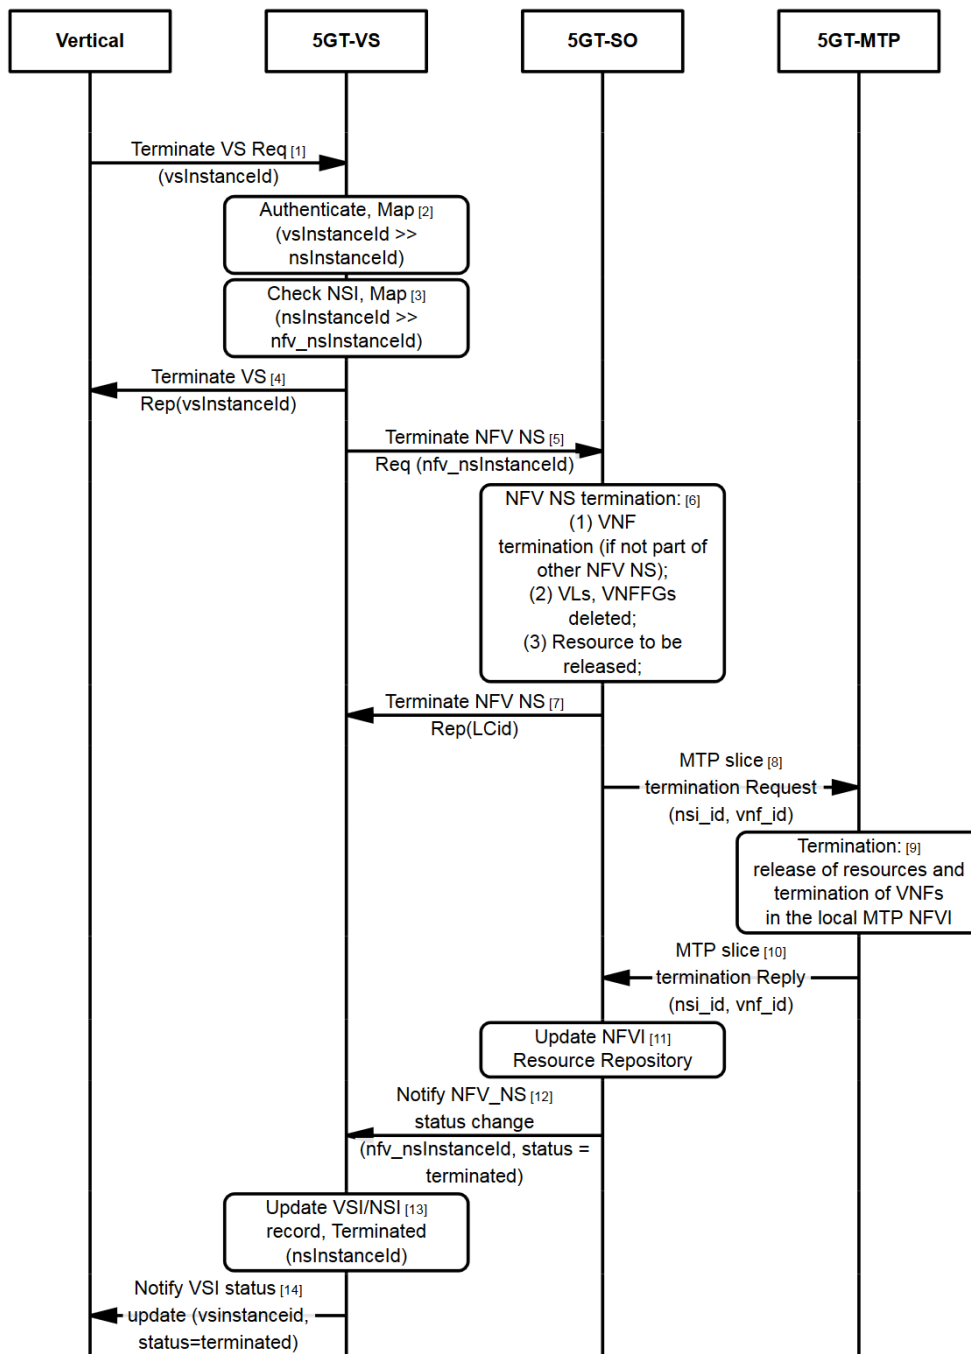 Vertical
5GT-VS
5GT-SO
5GT-MTP
Terminate VS Req [1]
(vsInstanceId)
Authenticate, Map [2]
(vsInstanceId >>
nsInstanceId)
Check NSI, Map [3]
(nsInstanceId >>
nfv_nsInstanceId)
Terminate VS [4]
Rep(vsInstanceId)
Terminate NFV NS [5]
Req (nfv_nsInstanceId)
NFV NS termination: [6]
(1) VNF
termination (if not part of
other NFV NS);
(2) VLs, VNFFGs
deleted;
(3) Resource to be
released;
Terminate NFV NS [7]
Rep(LCid)
MTP slice [8]
termination Request
(nsi_id, vnf_id)
Termination: [9]
release of resources and
termination of VNFs
in the local MTP NFVI
MTP slice [10]
termination Reply
(nsi_id, vnf_id)
Update NFVI [11]
Resource Repository
Notify NFV_NS [12]
status change
(nfv_nsInstanceId, status =
terminated)
Update VSI/NSI [13]
record, Terminated
(nsInstanceId)
Notify VSI status [14]
update (vsinstanceid,
status=terminated)